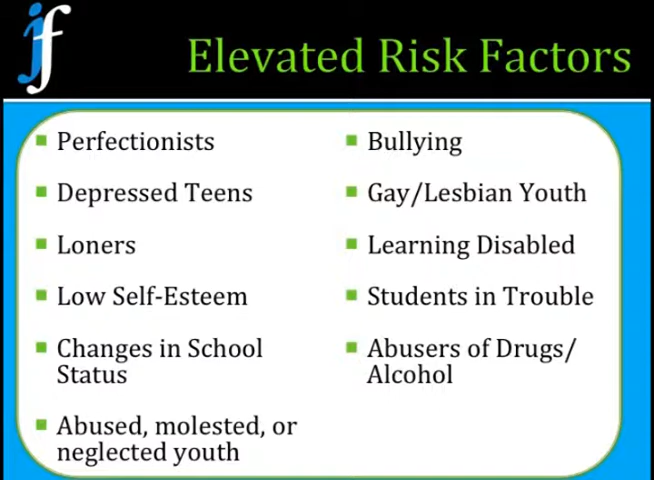 jf
Elevated Risk Factors
Perfectionists
Depressed Teens
Loners
Low Self-Esteem
Changes in School
Status
Abused, molested, or
neglected youth
Bullying
Gay/Lesbian Youth
Learning Disabled
Students in Trouble
Abusers of Drugs/
Alcohol